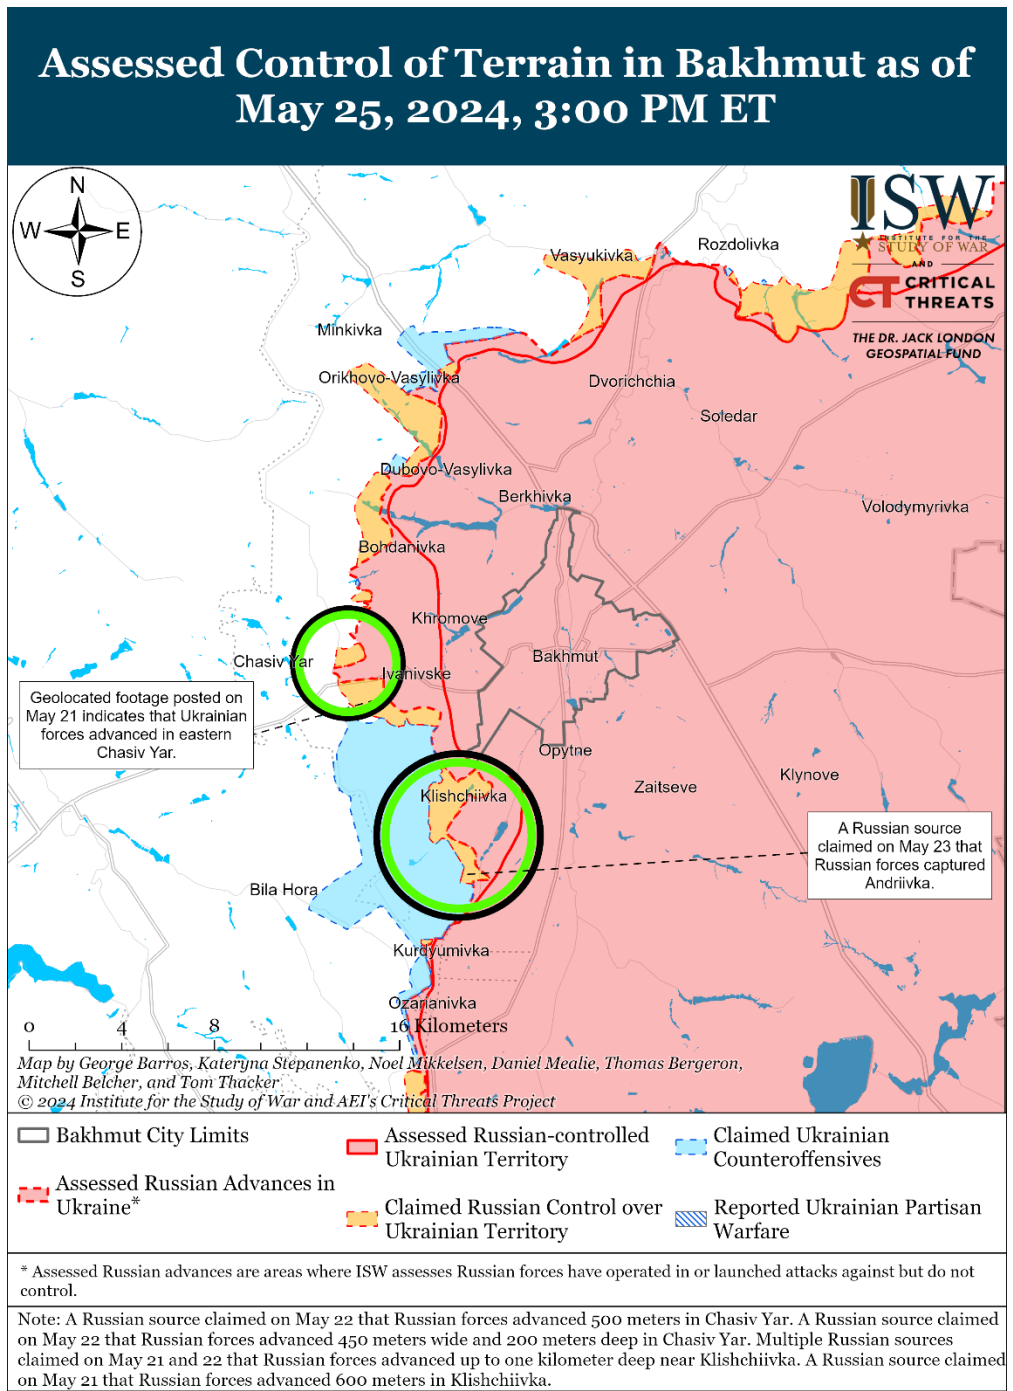 Assessed Control of Terrain in Bakhmut as of
May 25, 2024, 3:00 PM ET
N
W
E
S
ISW
INSTITUTE FOR THE
STUDY OF WAR
AND
CT CRITICAL
THREATS
THE DR. JACK LONDON
GEOSPATIAL FUND
Rozdolivka
Vasyukivka
Minkivka
Orikhovo-Vasylivka
Dvorichchia
Soledar
Dubovo-Vasylivka
Berkhivka
Volodymyrivka
Bohdanivka
Khromove
Chasiv Yar
Bakhmut
Ivanivske
Geolocated footage posted on
May 21 indicates that Ukrainian
forces advanced in eastern
Chasiv Yar.
Opytne
Klynove
Zaitseve
Klishchiivka
A Russian source
claimed on May 23 that
Russian forces captured
Andriivka.
Bila Hora
Kurdyumivka
Ozarianivka
0 4 8 16 Kilometers
Map by George Barros, Kateryna Stepanenko, Noel Mikkelsen, Daniel Mealie, Thomas Bergeron,
Mitchell Belcher, and Tom Thacker
© 2024 Institute for the Study of War and AEI's Critical Threats Project
Bakhmut City Limits
Assessed Russian Advances in
Ukraine*
Assessed Russian-controlled
Ukrainian Territory
Claimed Russian Control over
Ukrainian Territory
Claimed Ukrainian
Counteroffensives
Reported Ukrainian Partisan
Warfare
* Assessed Russian advances are areas where ISW assesses Russian forces have operated in or launched attacks against but do not
control.
Note: A Russian source claimed on May 22 that Russian forces advanced 500 meters in Chasiv Yar. A Russian source claimed
on May 22 that Russian forces advanced 450 meters wide and 200 meters deep in Chasiv Yar. Multiple Russian sources
claimed on May 21 and 22 that Russian forces advanced up to one kilometer deep near Klishchiivka. A Russian source claimed
on May 21 that Russian forces advanced 600 meters in Klishchiivka.